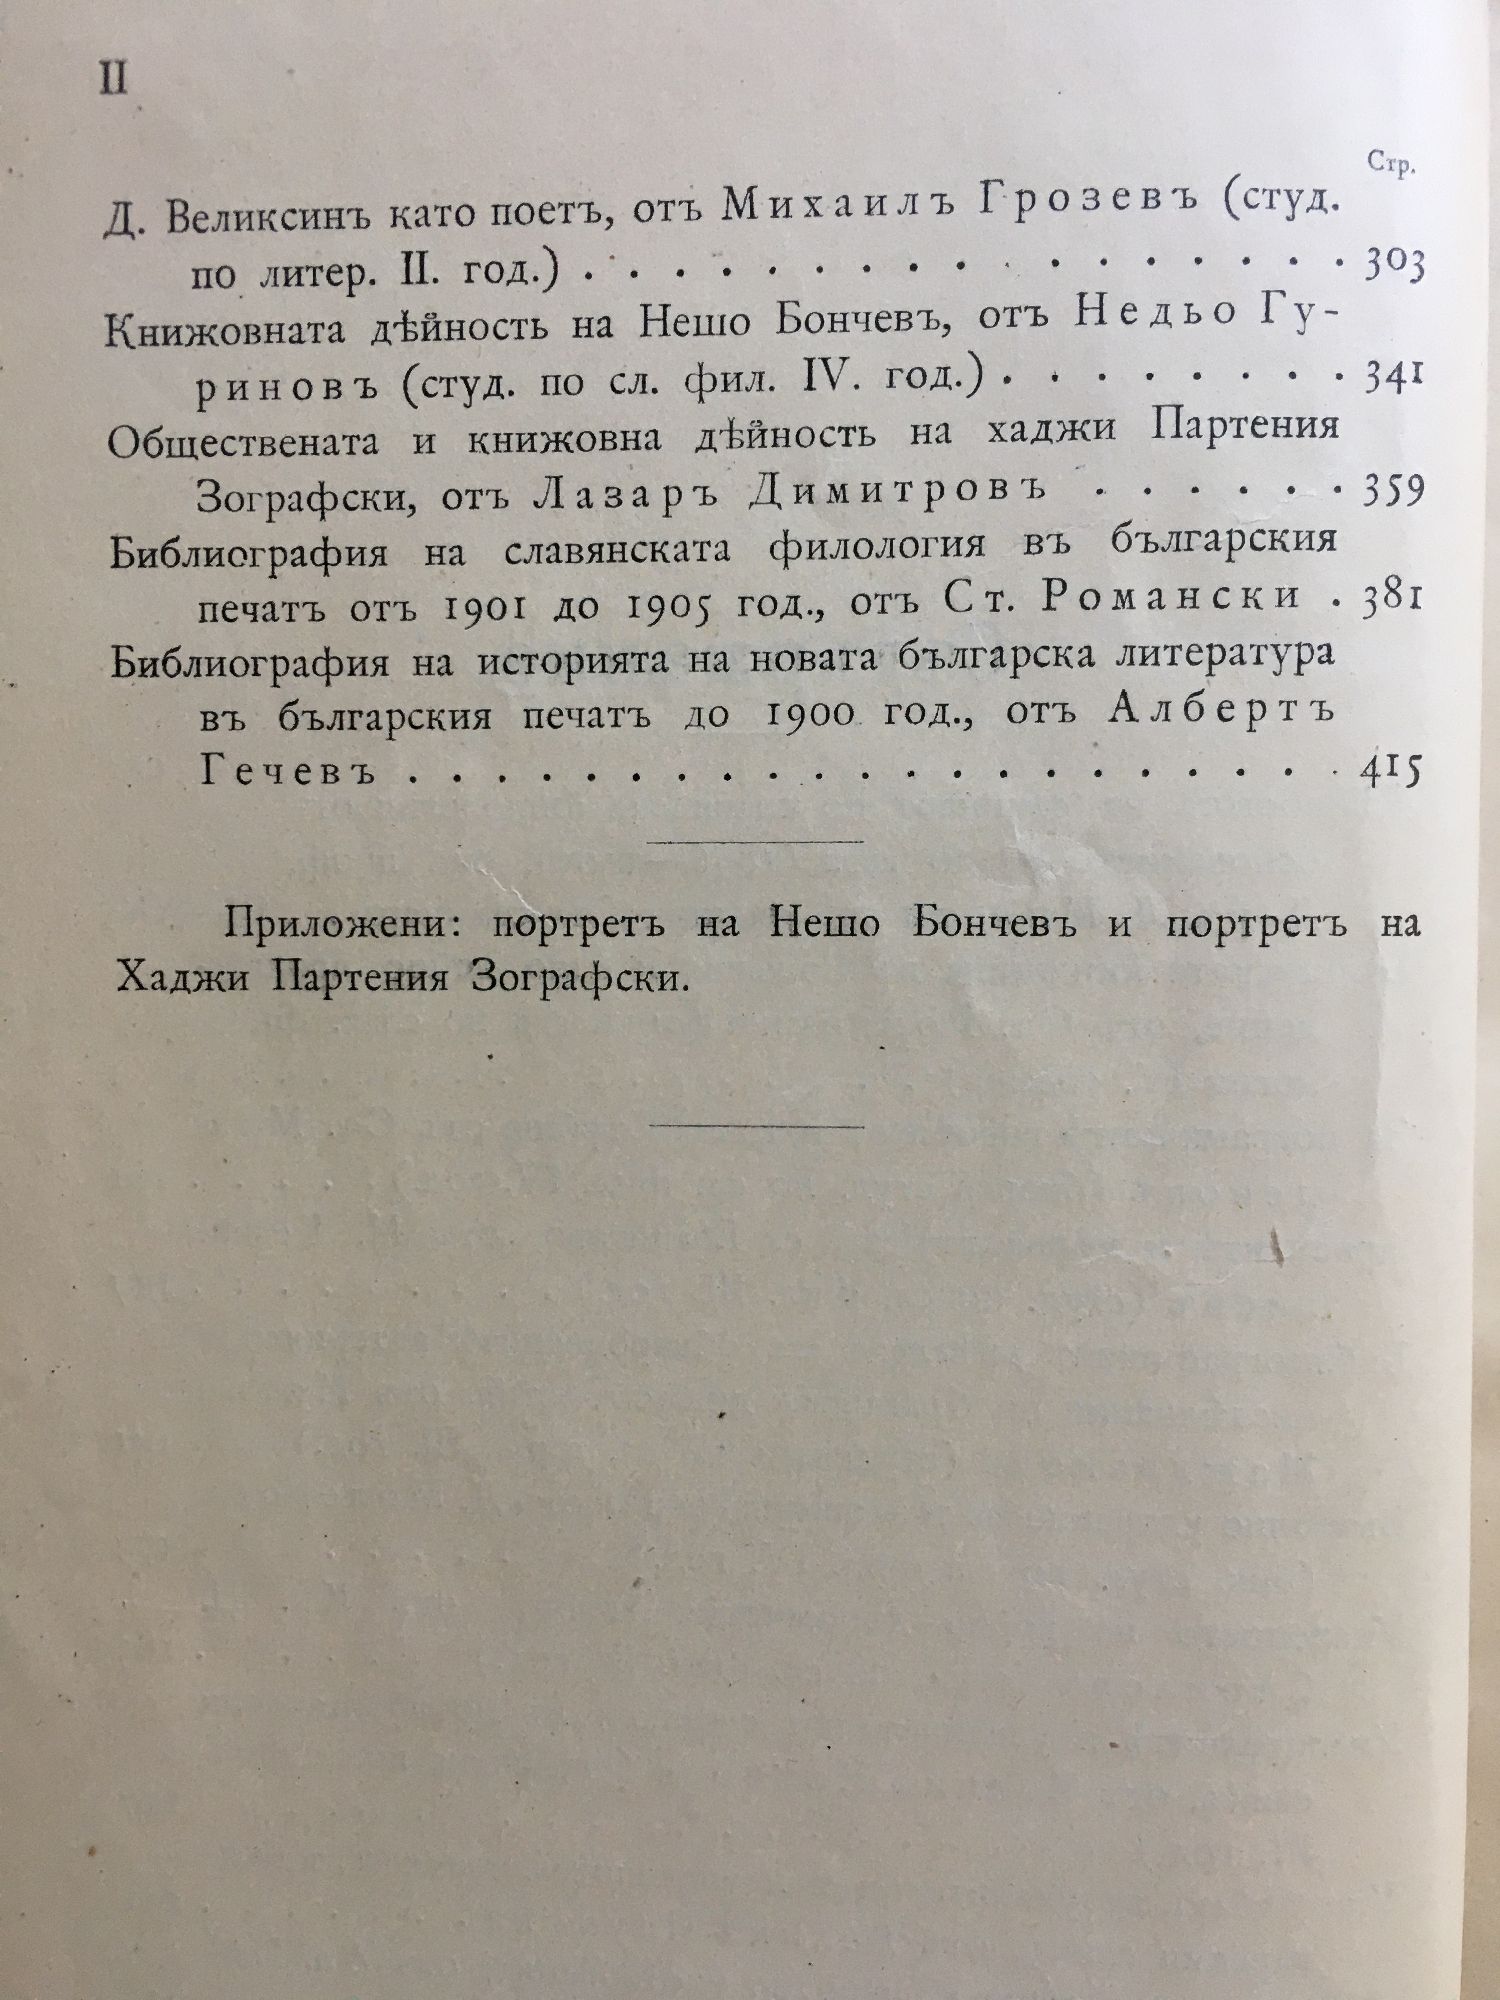 II
Стр.
Д. Великсинъ като поетъ, отъ Михаилъ Грозевъ (студ.
по литер. II. год.) . . . . . . . . . . . . . . . . . 303
Книжовната дѣйность на Нешо Бончевъ, отъ Недьо Гу-
риновъ (студ. по сл. фил. IV. год.) . . . . . . . . 341
Обществената и книжовна дѣйность на хаджи Партения
Зографски, отъ Лазаръ Димитровъ . . . . . . 359
Библиография на славянската филология въ българския
печатъ отъ 1901 до 1905 год., отъ Ст. Романски . 381
Библиография на историята на новата българска литература
въ българския печатъ до 1900 год., отъ Албертъ
Гечевъ . . . . . . . . . . . . . . . . . . . . . 415
Приложени: портретъ на Нешо Бончевъ и портретъ на
Хаджи Партения Зографски.